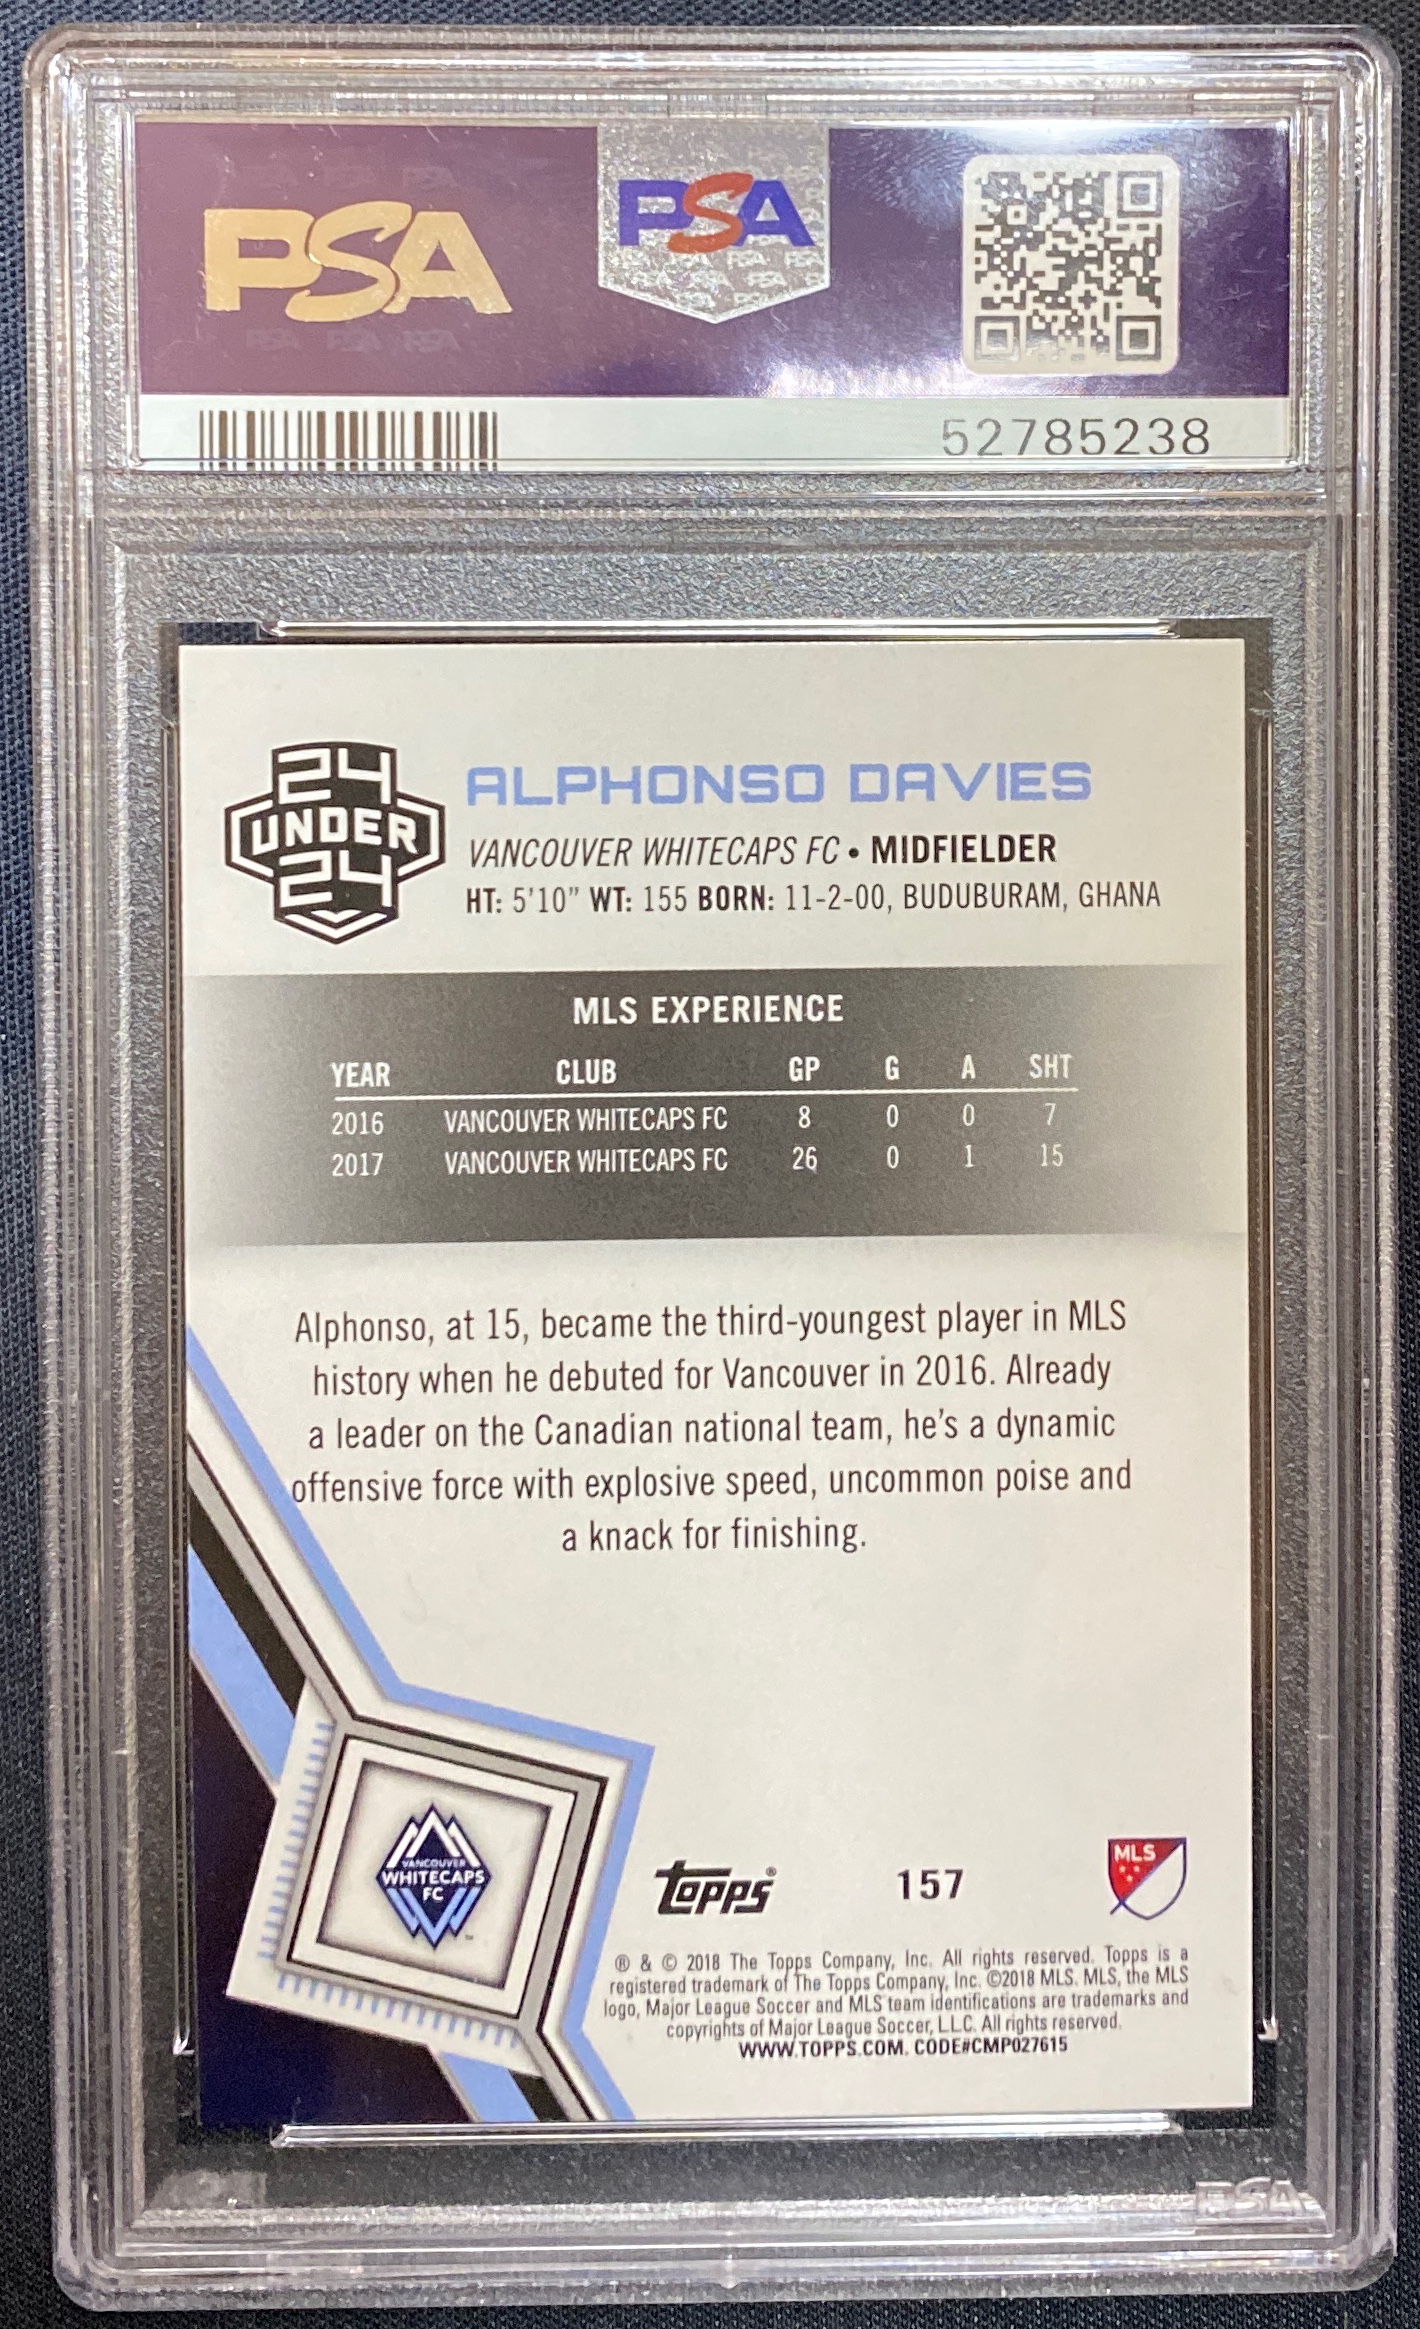 PSA
PSA
52785238
24
UNDER
24
ALPHONSO DAVIES
VANCOUVER WHITECAPS FC • MIDFIELDER
HT: 5'10" WT: 155 BORN: 11-2-00, BUDUBURAM, GHANA
MLS EXPERIENCE
YEAR CLUB GP G A SHT
2016 VANCOUVER WHITECAPS FC 8 0 0 7
2017 VANCOUVER WHITECAPS FC 26 0 1 15
Alphonso, at 15, became the third-youngest player in MLS
history when he debuted for Vancouver in 2016. Already
a leader on the Canadian national team, he's a dynamic
offensive force with explosive speed, uncommon poise and
a knack for finishing.
VANCOUVER
WHITECAPS
FC
™
Topps® 157 MLS
® & © 2018 The Topps Company, Inc. All rights reserved. Topps is a
registered trademark of The Topps Company, Inc. ©2018 MLS. MLS, the MLS
logo, Major League Soccer and MLS team identifications are trademarks and
copyrights of Major League Soccer, L.L.C. All rights reserved.
WWW.TOPPS.COM. CODE#CMP027615
PSA